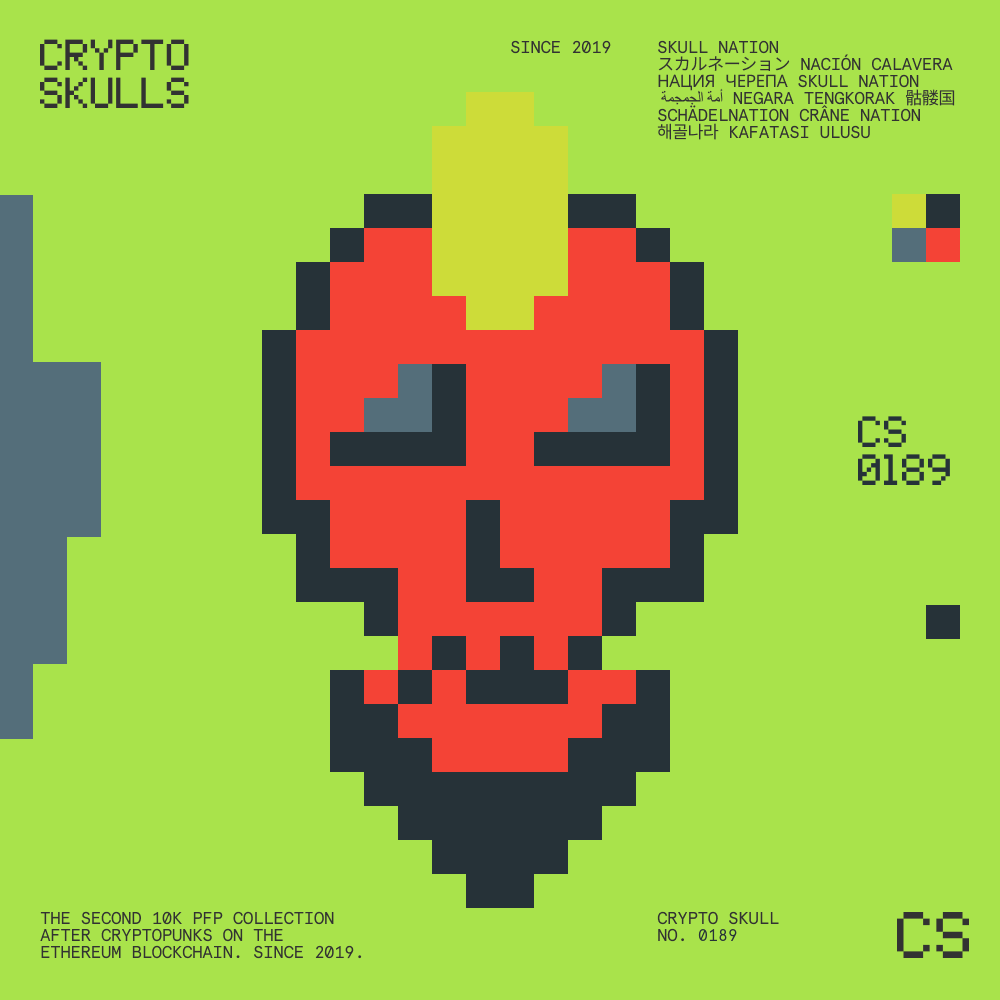 CRYPTO
SKULLS
SINCE 2019
SKULL NATION
スカルネーション NACIÓN CALAVERA
НАЦИЯ ЧЕРЕПА SKULL NATION
أمة الجمجمة NEGARA TENGKORAK 骷髅国
SCHÄDELNATION CRÂNE NATION
해골나라 KAFATASI ULUSU
CS
0189
THE SECOND 10K PFP COLLECTION
AFTER CRYPTOPUNKS ON THE
ETHEREUM BLOCKCHAIN. SINCE 2019.
CRYPTO SKULL
NO. 0189
CS